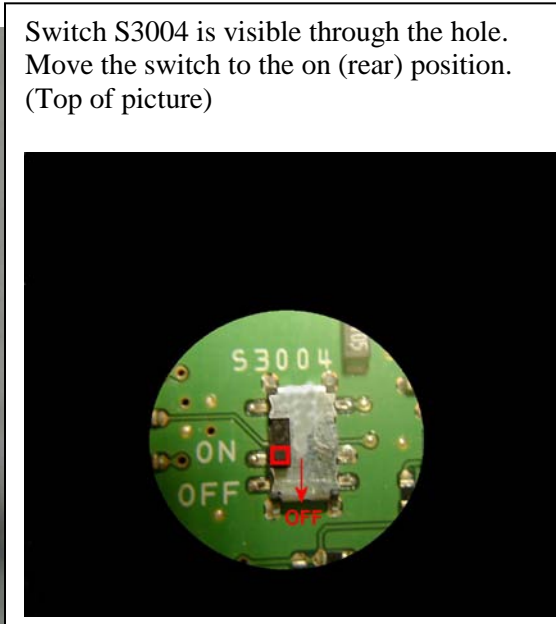 Switch S3004 is visible through the hole.
Move the switch to the on (rear) position.
(Top of picture)
S3004
ON
OFF
OFF